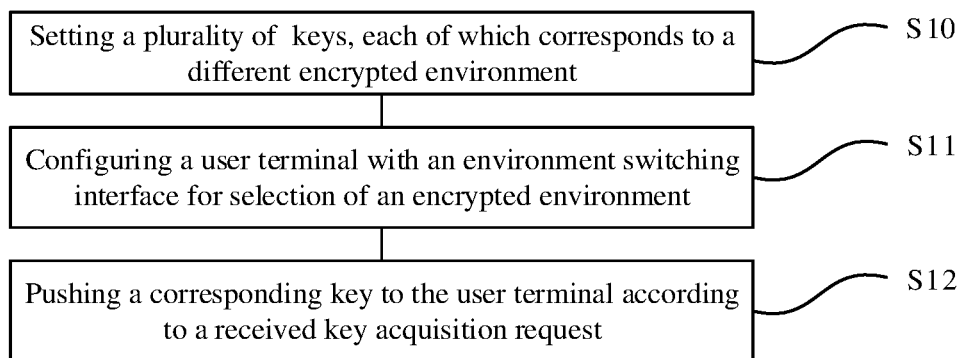 Setting a plurality of keys, each of which corresponds to a
different encrypted environment
S10
Configuring a user terminal with an environment switching
interface for selection of an encrypted environment
S11
Pushing a corresponding key to the user terminal according
to a received key acquisition request
S12